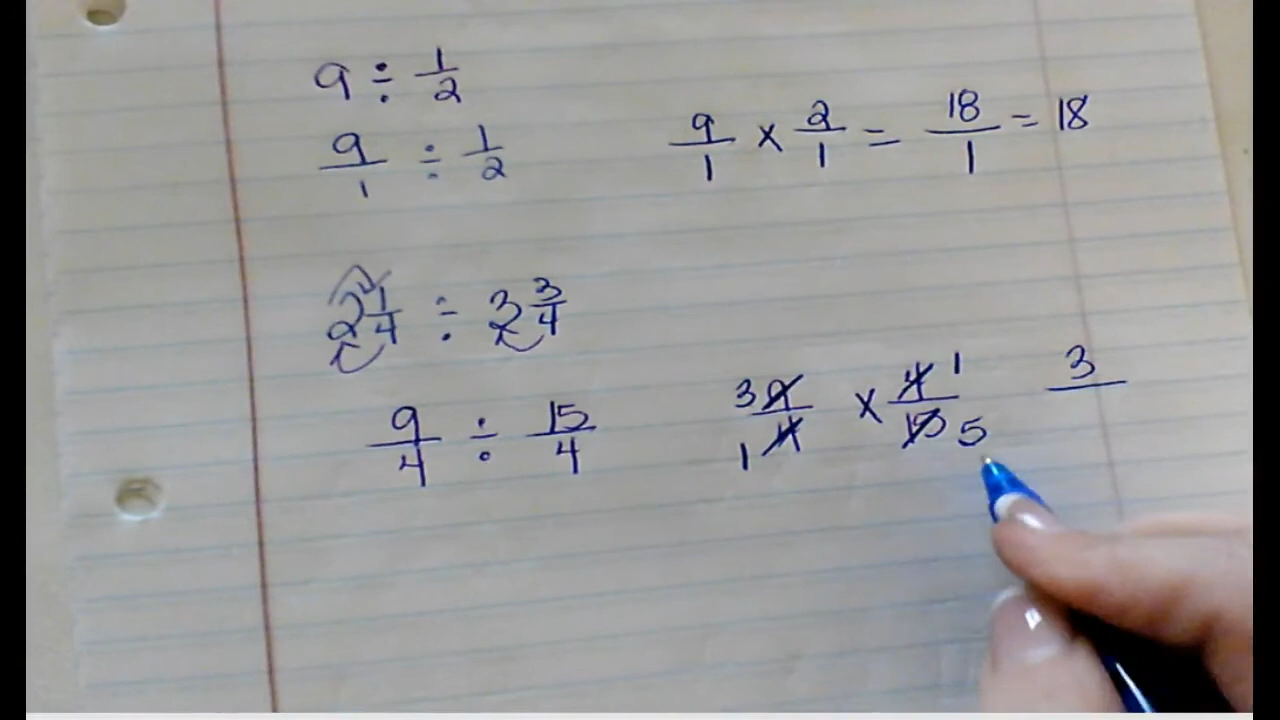 9 ÷ 1/2
9/1 ÷ 1/2
9/1 × 2/1 = 18/1 = 18
2 1/4 ÷ 3 3/4
9/4 ÷ 15/4
3 9/1 4 × 4 1/15 5 3/